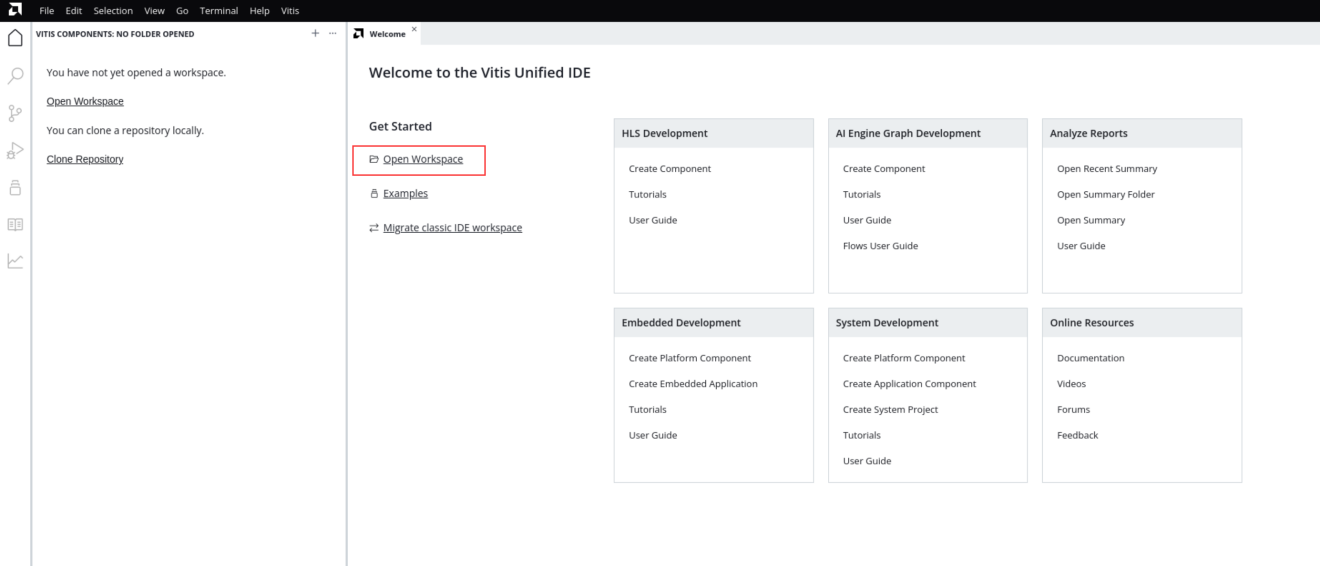 File Edit Selection View Go Terminal Help Vitis
VITIS COMPONENTS: NO FOLDER OPENED
You have not yet opened a workspace.
Open Workspace
You can clone a repository locally.
Clone Repository
Welcome
Welcome to the Vitis Unified IDE
Get Started
Open Workspace
Examples
Migrate classic IDE workspace
HLS Development
Create Component
Tutorials
User Guide
AI Engine Graph Development
Create Component
Tutorials
User Guide
Flows User Guide
Analyze Reports
Open Recent Summary
Open Summary Folder
Open Summary
User Guide
Embedded Development
Create Platform Component
Create Embedded Application
Tutorials
User Guide
System Development
Create Platform Component
Create Application Component
Create System Project
Tutorials
User Guide
Online Resources
Documentation
Videos
Forums
Feedback